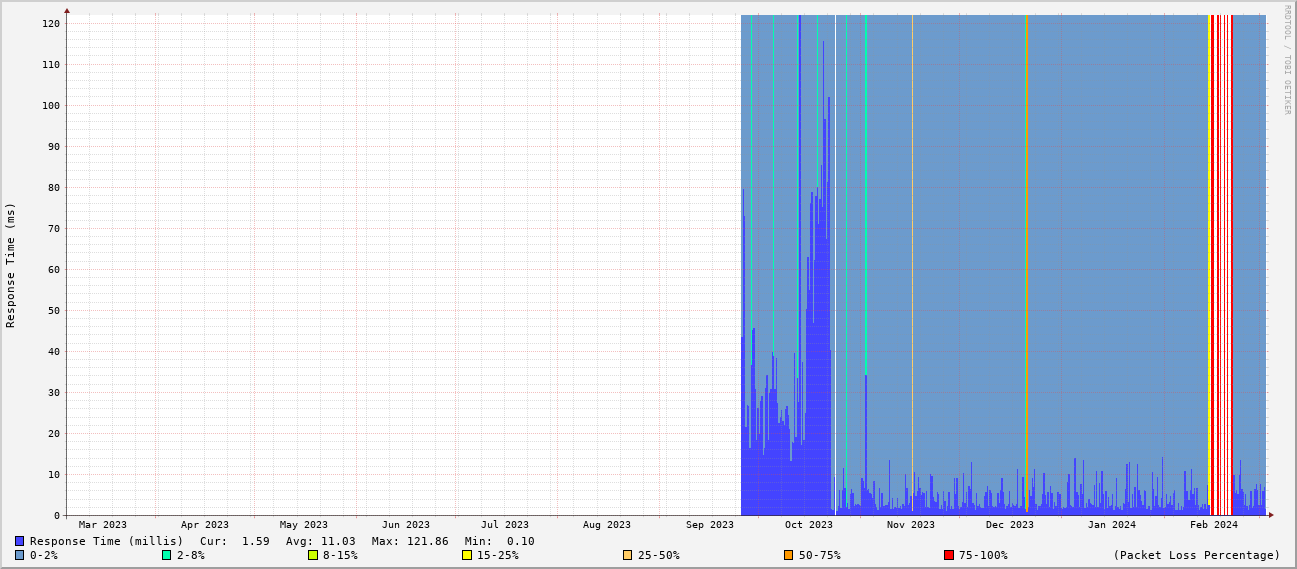 RRDTOOL / TOBI OETIKER
Response Time (ms)
120
110
100
90
80
70
60
50
40
30
20
10
0
Mar 2023 Apr 2023 May 2023 Jun 2023 Jul 2023 Aug 2023 Sep 2023 Oct 2023 Nov 2023 Dec 2023 Jan 2024 Feb 2024
Response Time (millis) Cur: 1.59 Avg: 11.03 Max: 121.86 Min: 0.10
0-2% 2-8% 8-15% 15-25% 25-50% 50-75% 75-100% (Packet Loss Percentage)